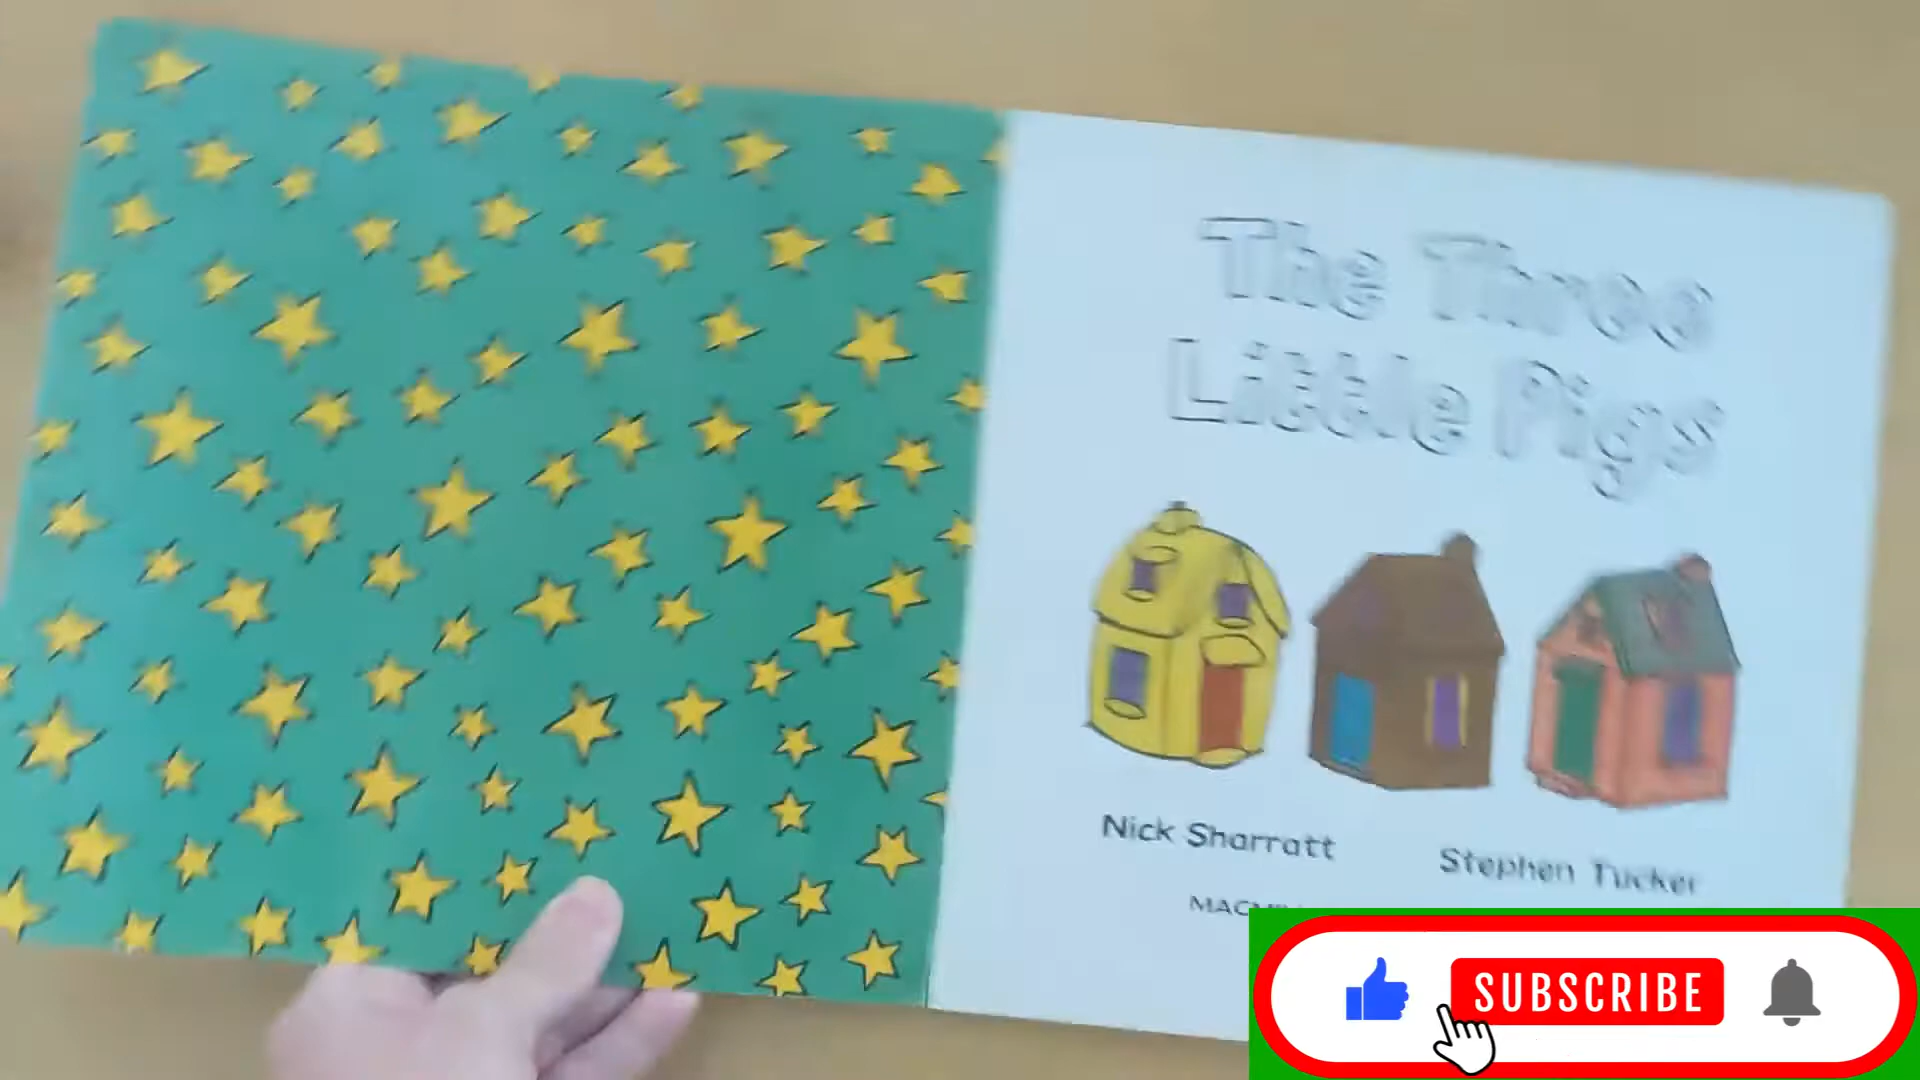 The Three
Little Pigs
Nick Sharratt
Stephen Tucker
SUBSCRIBE